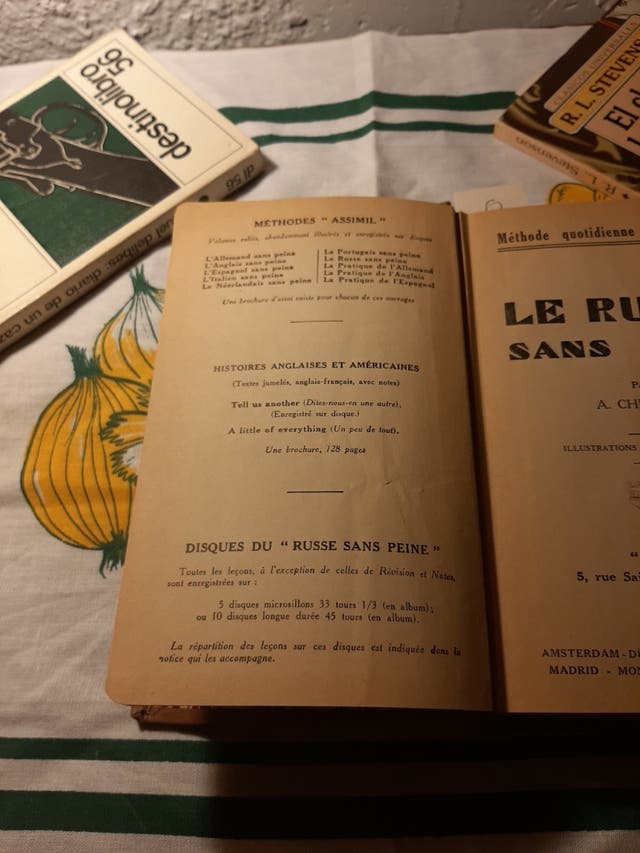 destinolibro
56
dl 56
delibes: diario de un caz
CLÁSICOS UNIVERSALES
R. L. STEVENS
El d
R. L. Stevenson
MÉTHODES "ASSIMIL"
Volumes reliés, abondamment illustrés et enregistrés sur disques
L'Allemand sans peine
L'Anglais sans peine
L'Espagnol sans peine
L'Italien sans peine
Le Néerlandais sans peine
Le Portugais sans peine
Le Russe sans peine
La Pratique de l'Allemand
La Pratique de l'Anglais
La Pratique de l'Espagnol
Une brochure d'essai existe pour chacun de ces ouvrages
HISTOIRES ANGLAISES ET AMÉRICAINES
(Textes jumelés, anglais-français, avec notes)
Tell us another (Dites-nous-en une autre),
(Enregistré sur disque.)
A little of everything (Un peu de tout),
Une brochure, 128 pages
DISQUES DU "RUSSE SANS PEINE"
Toutes les leçons, à l'exception de celles de Révision et Notes,
sont enregistrées sur :
5 disques microsillons 33 tours 1/3 (en album);
ou 10 disques longue durée 45 tours (en album).
La répartition des leçons sur ces disques est indiquée dans la
notice qui les accompagne.
Méthode quotidienne
LE RU
SANS
A. CH
ILLUSTRATIONS
5, rue Sai
AMSTERDAM - D
MADRID - MON